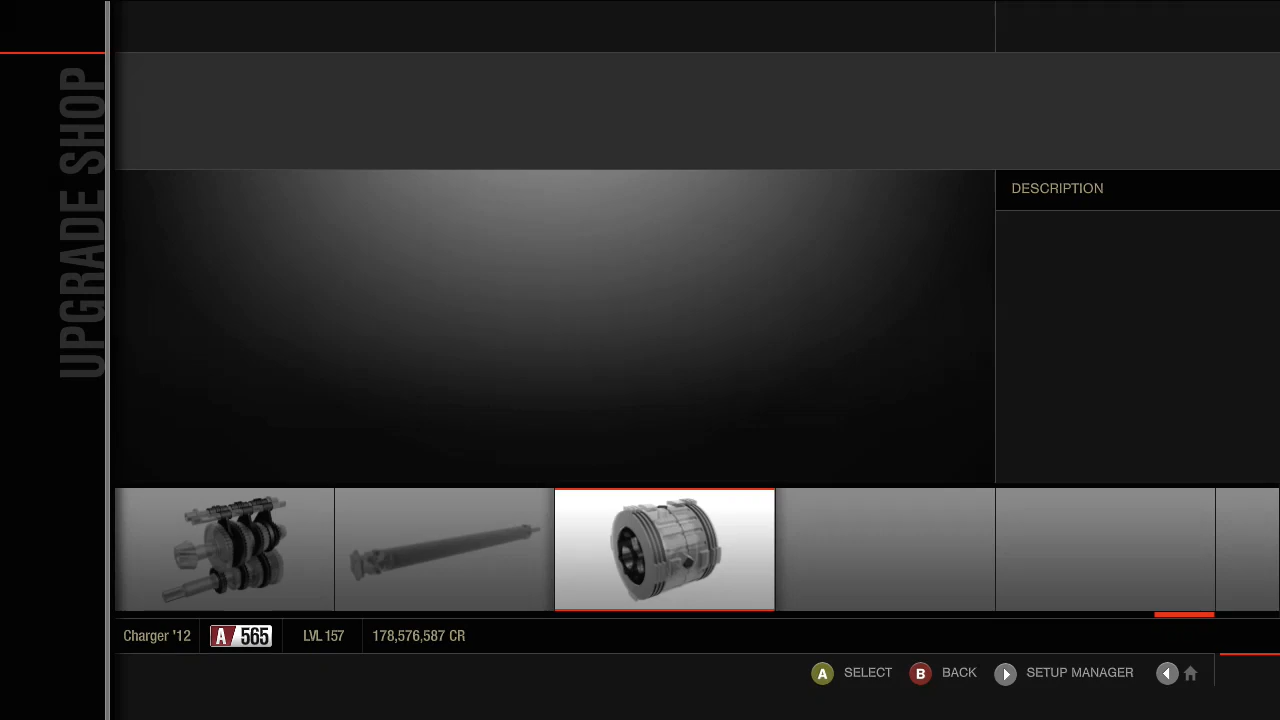 UPGRADE SHOP
DESCRIPTION
Charger '12 A 565 LVL 157 178,576,587 CR
A SELECT B BACK SETUP MANAGER